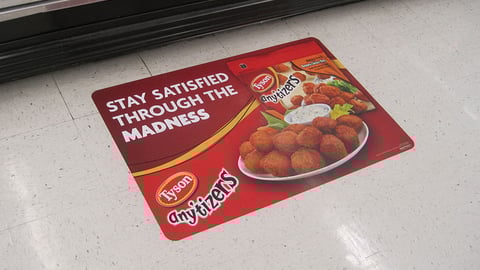 STAY SATISFIED
THROUGH THE
MADNESS
Tyson
any'tizers
Tyson
any'tizers